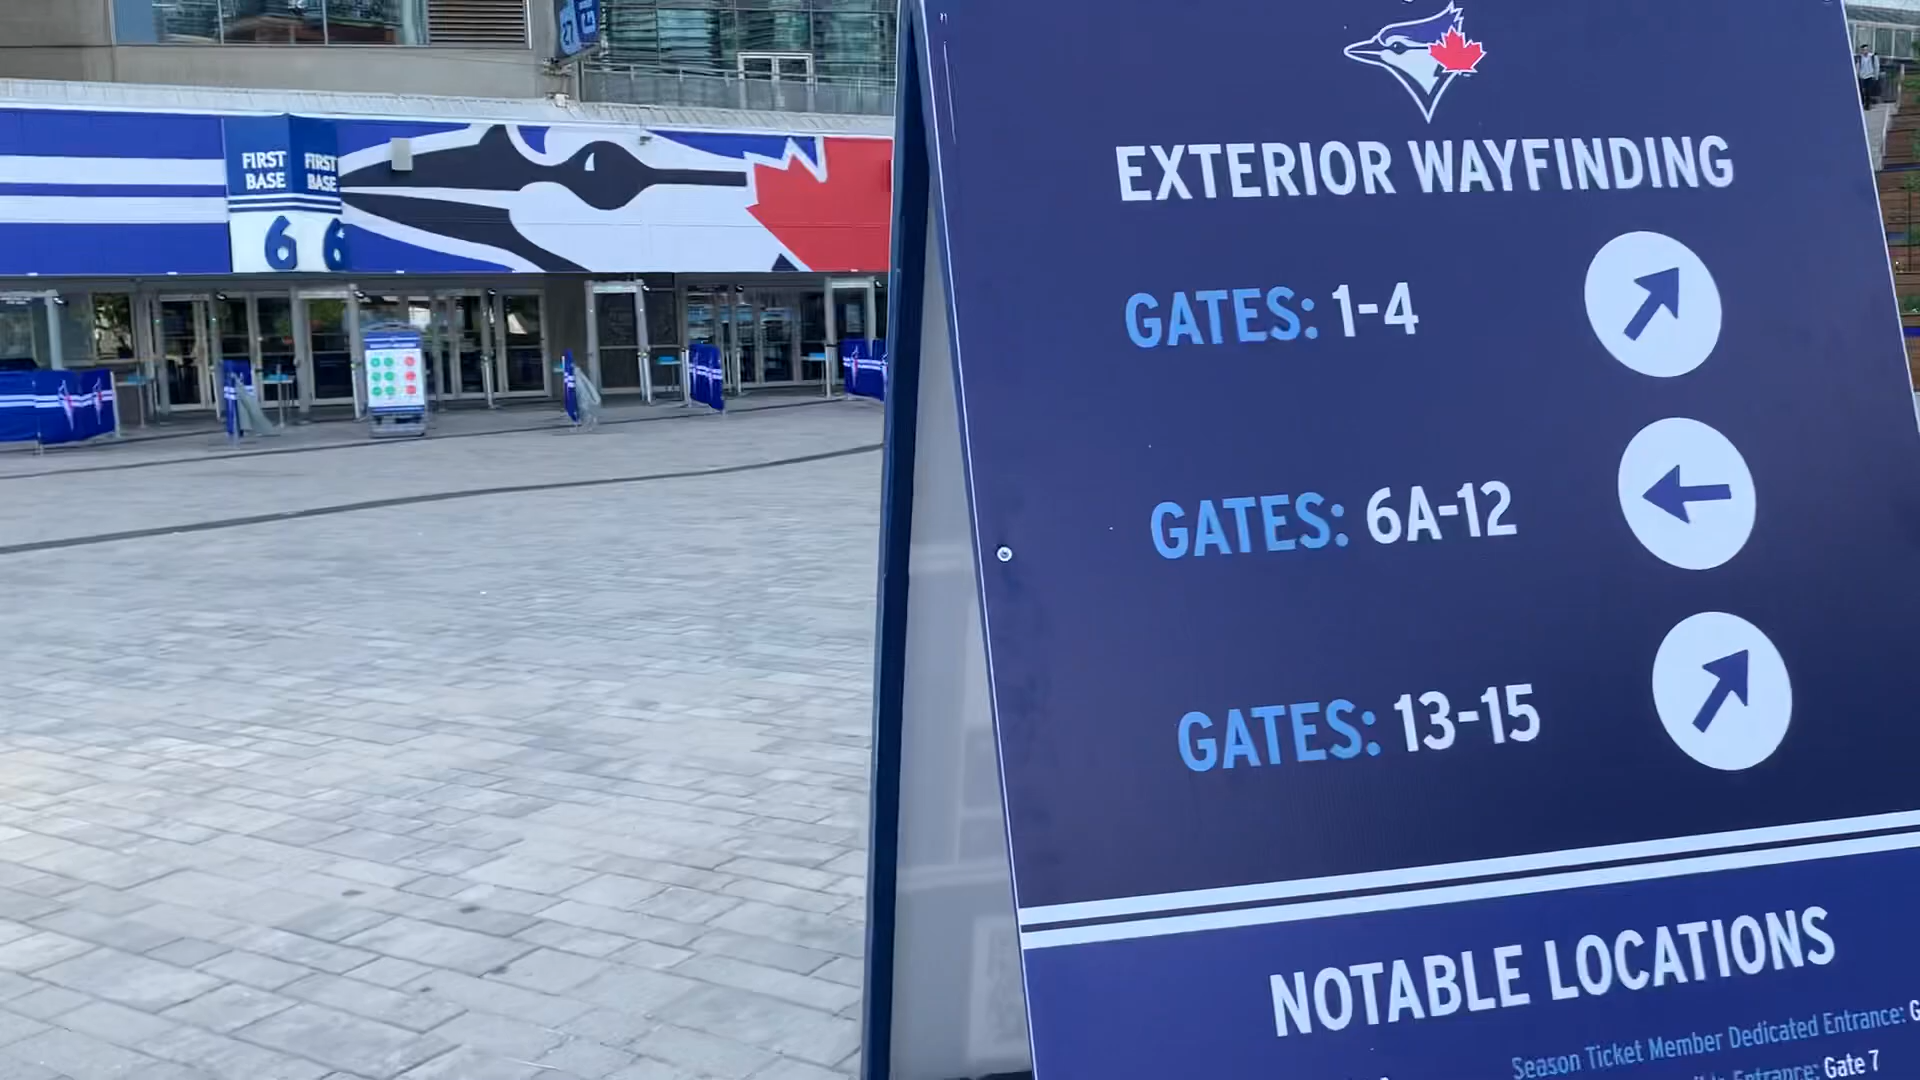 FIRST
BASE
6
FIRST
BASE
6
EXTERIOR WAYFINDING
GATES: 1-4
GATES: 6A-12
GATES: 13-15
NOTABLE LOCATIONS
Season Ticket Member Dedicated Entrance: G
Entrance: Gate 7